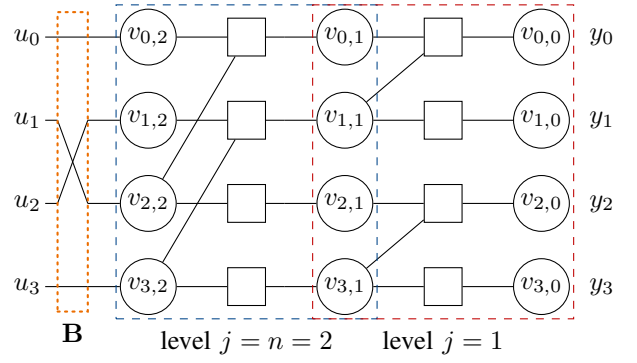 u_0 v_{0,2} v_{0,1} v_{0,0} y_0
u_1 v_{1,2} v_{1,1} v_{1,0} y_1
u_2 v_{2,2} v_{2,1} v_{2,0} y_2
u_3 v_{3,2} v_{3,1} v_{3,0} y_3
B level j = n = 2 level j = 1